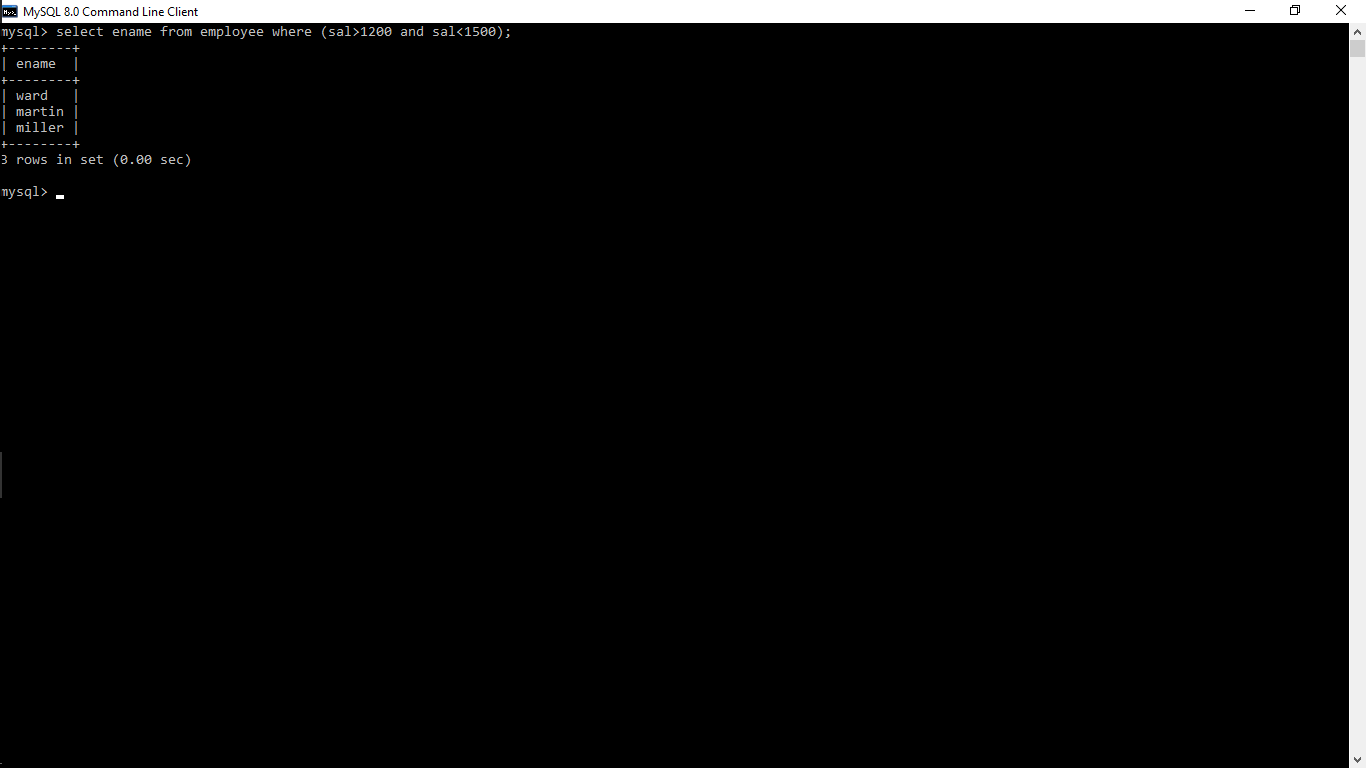 MySQL 8.0 Command Line Client
mysql> select ename from employee where (sal>1200 and sal<1500);
+--------+
| ename  |
+--------+
| ward   |
| martin |
| miller |
+--------+
3 rows in set (0.00 sec)
mysql>